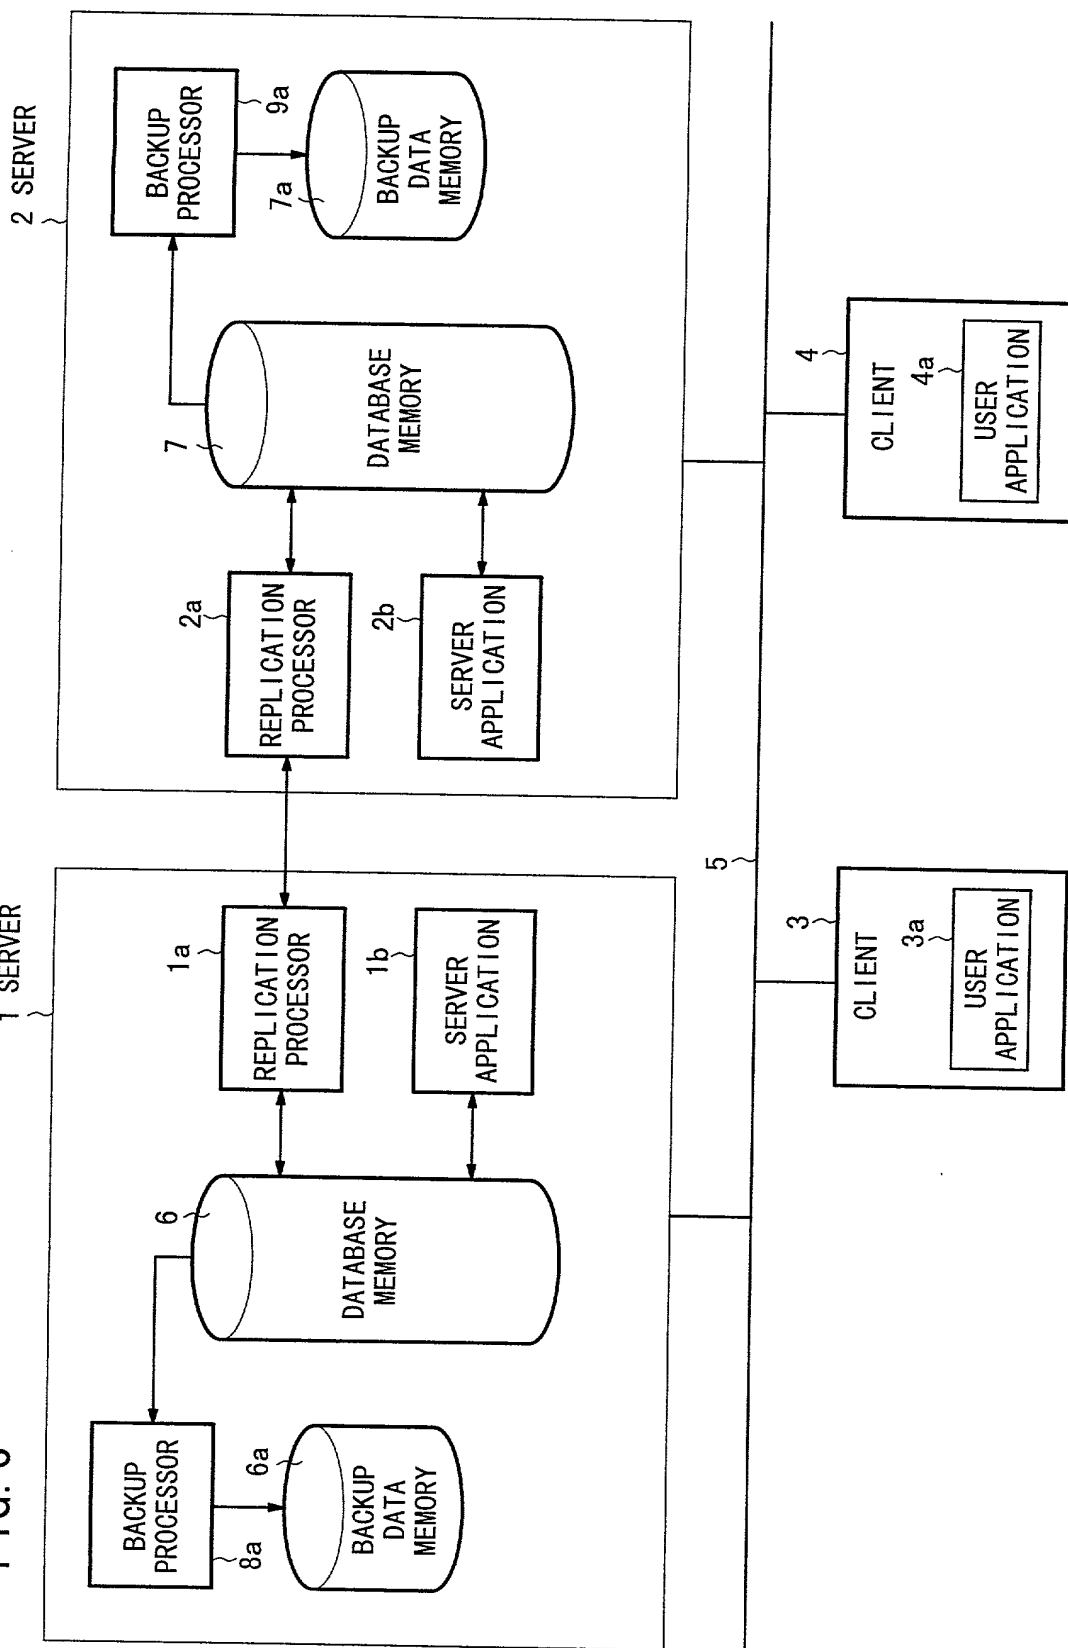 1 SERVER
BACKUP
PROCESSOR
8a
6a
BACKUP
DATA
MEMORY
6
DATABASE
MEMORY
1a
REPLICATION
PROCESSOR
1b
SERVER
APPLICATION
2 SERVER
2a
REPLICATION
PROCESSOR
2b
SERVER
APPLICATION
7
DATABASE
MEMORY
BACKUP
PROCESSOR
9a
7a
BACKUP
DATA
MEMORY
5
3
CLIENT
3a
USER
APPLICATION
4
CLIENT
4a
USER
APPLICATION